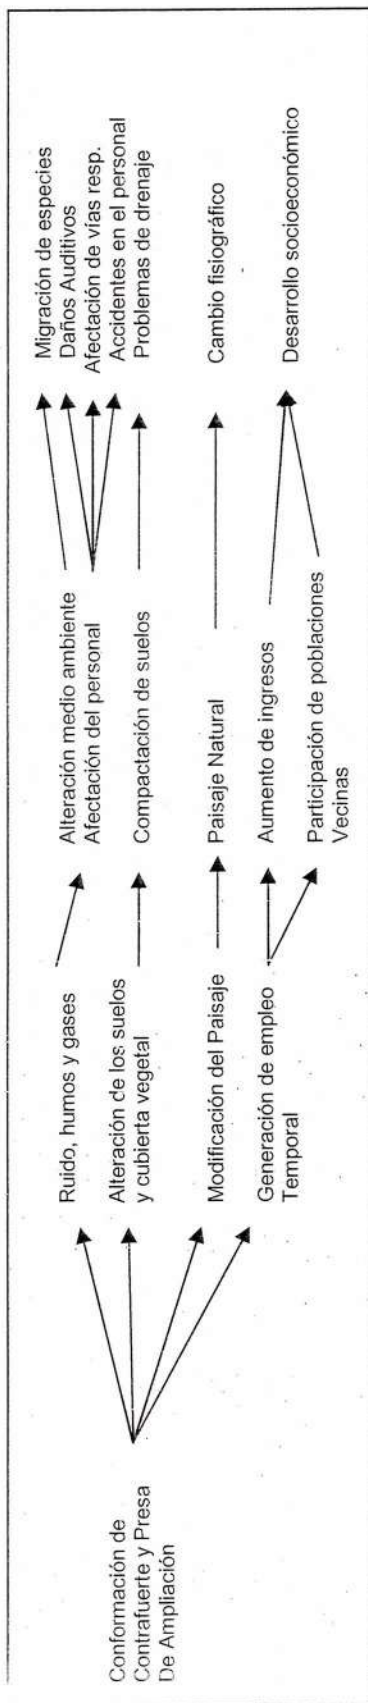 Conformación de
Contrafuerte y Presa
De Ampliación
Ruido, humos y gases
Alteración de los suelos
y cubierta vegetal
Modificación del Paisaje
Generación de empleo
Temporal
Alteración medio ambiente
Afectación del personal
Compactación de suelos
Paisaje Natural
Aumento de ingresos
Participación de poblaciones
Vecinas
Migración de especies
Daños Auditivos
Afectación de vías resp.
Accidentes en el personal
Problemas de drenaje
Cambio fisiográfico
Desarrollo socioeconómico